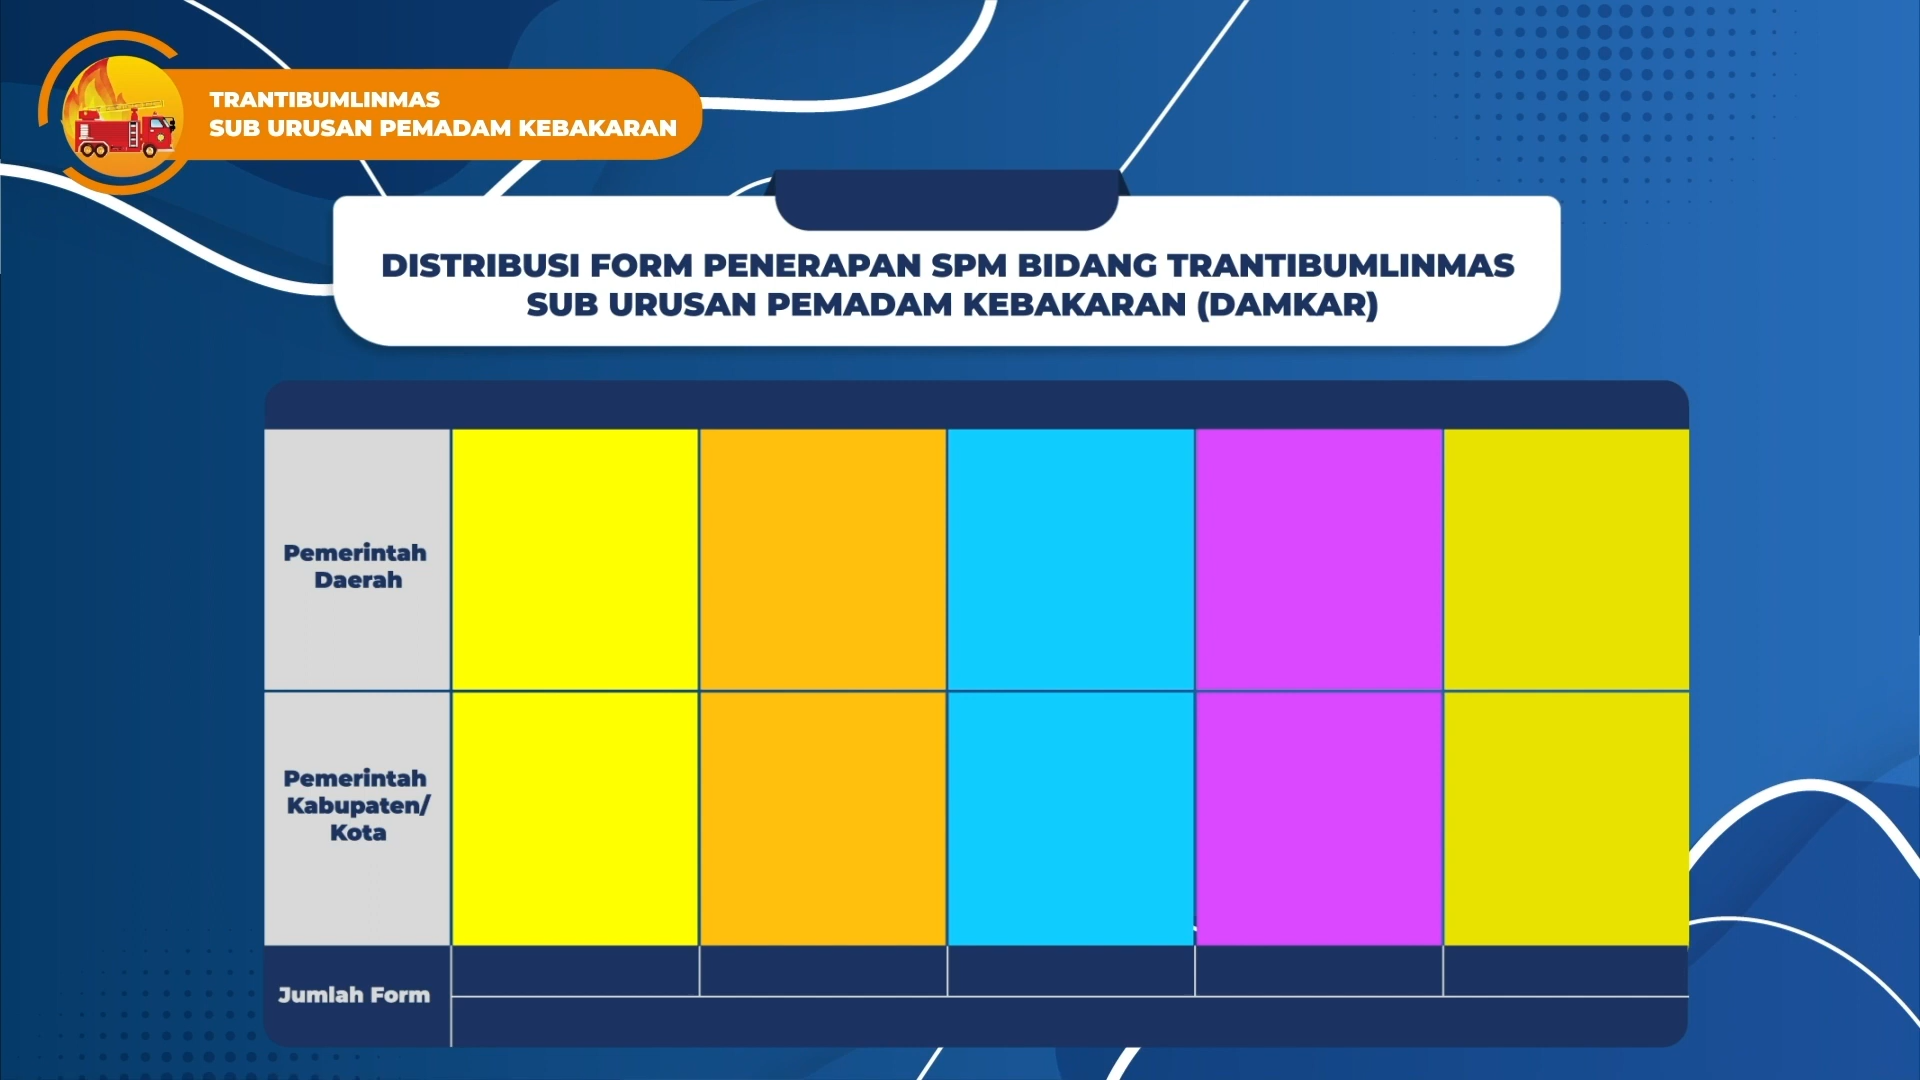 TRANTIBUMLINMAS
SUB URUSAN PEMADAM KEBAKARAN
DISTRIBUSI FORM PENERAPAN SPM BIDANG TRANTIBUMLINMAS
SUB URUSAN PEMADAM KEBAKARAN (DAMKAR)
Pemerintah
Daerah
Pemerintah
Kabupaten/
Kota
Jumlah Form